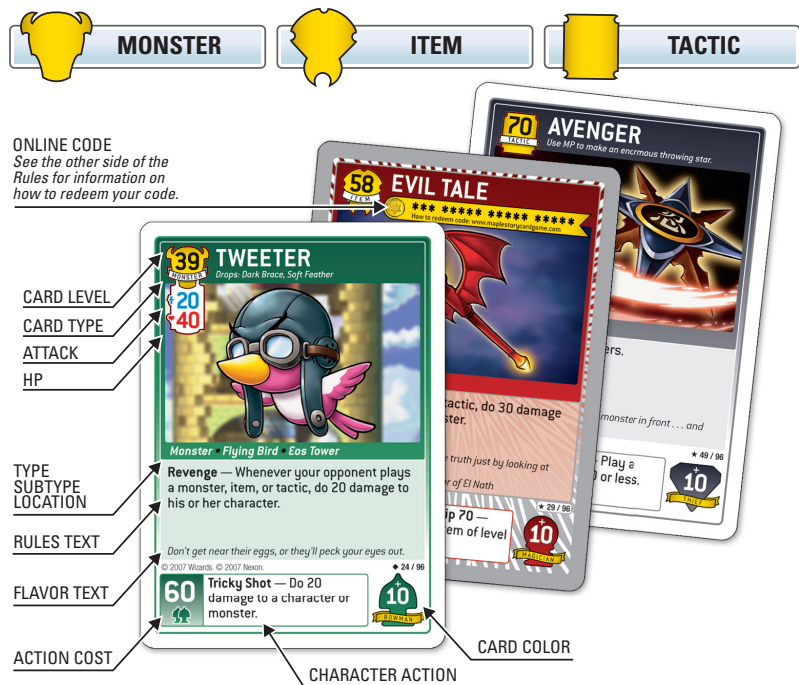 MONSTER
ITEM
TACTIC
ONLINE CODE
See the other side of the
Rules for information on
how to redeem your code.
CARD LEVEL
CARD TYPE
ATTACK
HP
TYPE
SUBTYPE
LOCATION
RULES TEXT
FLAVOR TEXT
ACTION COST
CHARACTER ACTION
CARD COLOR
39
MONSTER
TWEETER
Drops: Dark Brace, Soft Feather
20
40
Monster • Flying Bird • Eos Tower
Revenge — Whenever your opponent plays
a monster, item, or tactic, do 20 damage to
his or her character.
Don't get near their eggs, or they'll peck your eyes out.
© 2007 Wizards. © 2007 Nexon.
◆ 24 / 96
60
Tricky Shot — Do 20
damage to a character or
monster.
+
10
BOWMAN
58
ITEM
EVIL TALE
*** ***** ***** *****
How to redeem code: www.maplestorycardgame.com
tactic, do 30 damage
ster.
e truth just by looking at
r of El Nath
★ 29 / 96
ip 70 —
em of level
+
10
MAGICIAN
70
TACTIC
AVENGER
Use MP to make an enormous throwing star.
忍
ers.
monster in front . . . and
★ 49 / 96
Play a
0 or less.
+
10
THIEF